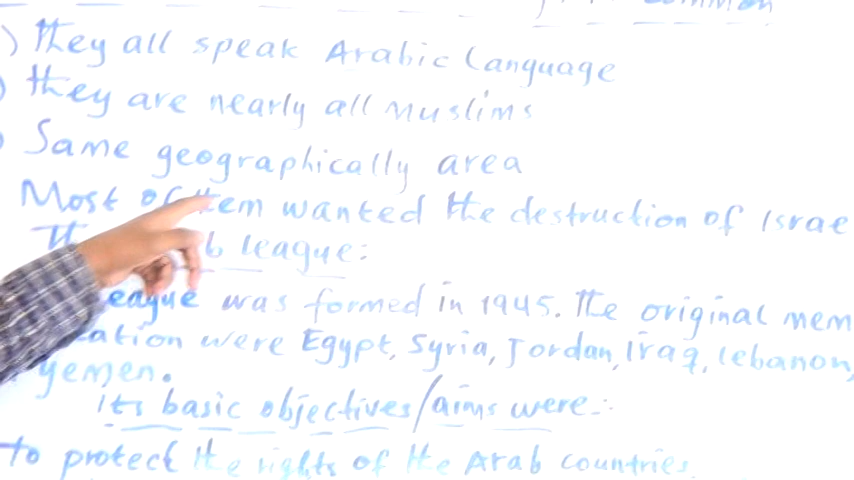 common
) they all speak Arabic language
) they are nearly all Muslims
Same geographically area
Most of them wanted the destruction of Israe
league:
league was formed in 1945. The original mem
ation were Egypt, Syria, Jordan, Iraq, lebanon,
yemen.
Its basic objectives/aims were:-
to protect the rights of the Arab countries.